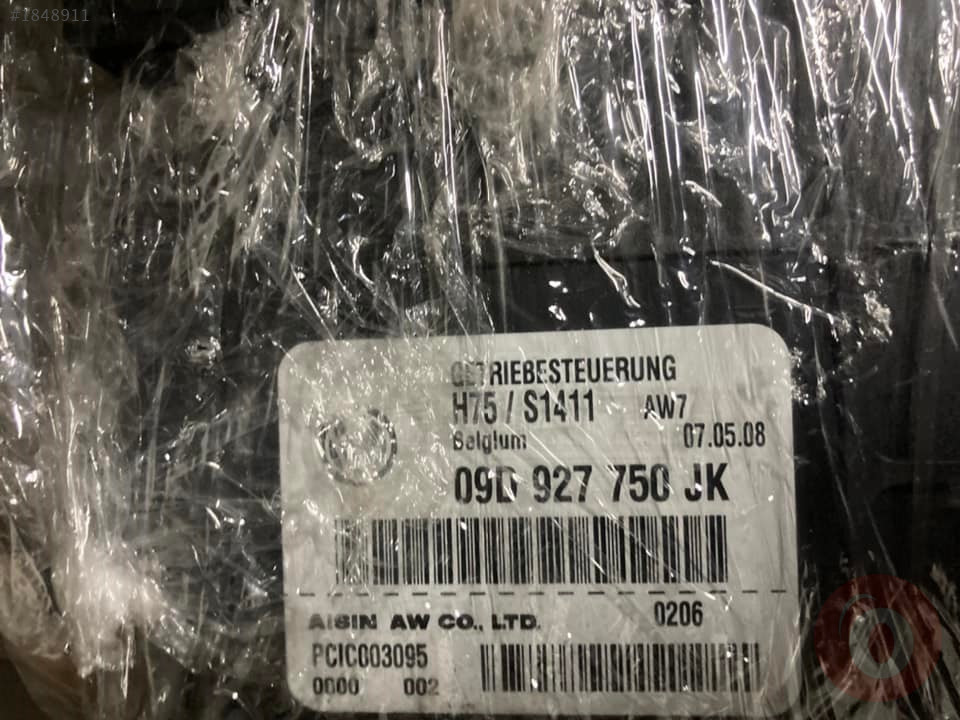 #1848911
GETRIEBESTEUERUNG
H75 / S1411 AW7
Belgium 07.05.08
09D 927 750 JK
AISIN AW CO., LTD. 0206
PCIC003095
0000 002